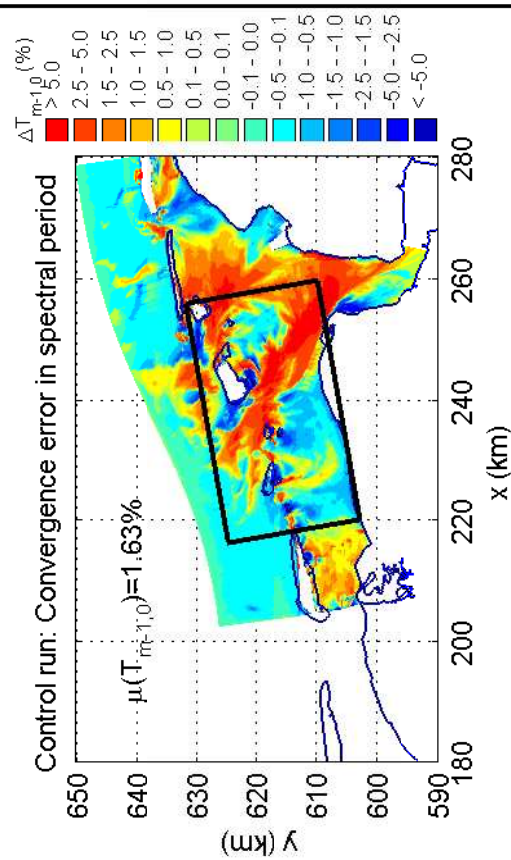 Control run: Convergence error in spectral period
μ(Tm-1,0)=1.63%
y (km)
650
640
630
620
610
600
590
180
200
220
240
260
280
x (km)
ΔTm-1,0 (%)
> 5.0
2.5 - 5.0
1.5 - 2.5
1.0 - 1.5
0.5 - 1.0
0.1 - 0.5
0.0 - 0.1
-0.1 - 0.0
-0.5 - -0.1
-1.0 - -0.5
-1.5 - -1.0
-2.5 - -1.5
-5.0 - -2.5
< -5.0